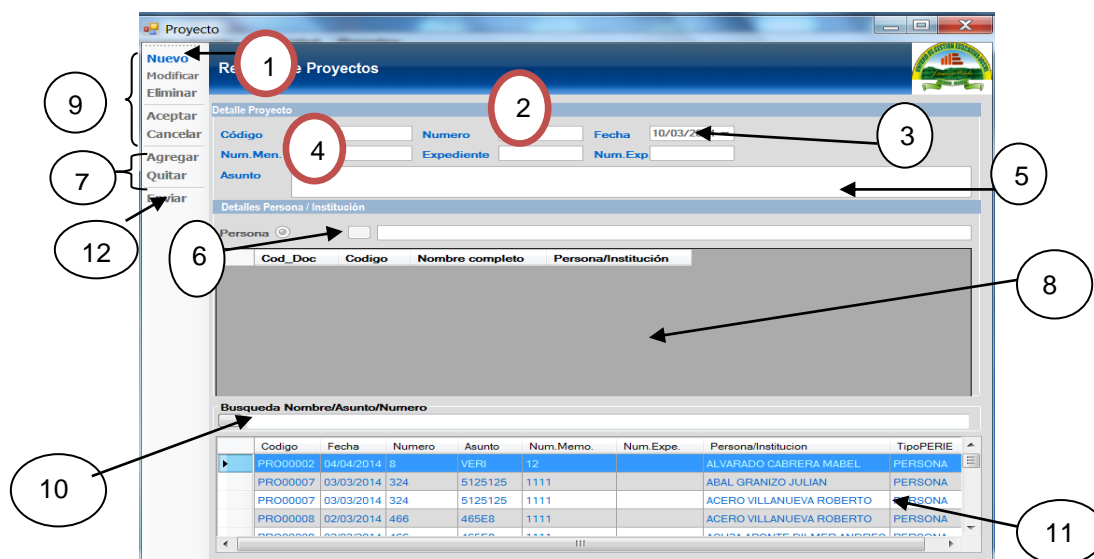 Proyecto
Nuevo
Modificar
Eliminar
Aceptar
Cancelar
Agregar
Quitar
Enviar
1
2
3
4
5
6
7
8
9
10
11
12
Re e Proyectos
Detalle Proyecto
Código Numero Fecha 10/03/2
Num.Men. Expediente Num.Exp
Asunto
Detalles Persona / Institución
Persona
Cod_Doc Codigo Nombre completo Persona/Institución
Busqueda Nombre/Asunto/Numero
Codigo Fecha Numero Asunto Num.Memo. Num.Expe. Persona/Institucion TipoPERIE
PRO00002 04/04/2014 8 VERI 12 ALVARADO CABRERA MABEL PERSONA
PRO00007 03/03/2014 324 5125125 1111 ABAL GRANIZO JULIAN PERSONA
PRO00007 03/03/2014 324 5125125 1111 ACERO VILLANUEVA ROBERTO PERSONA
PRO00008 02/03/2014 466 465E8 1111 ACERO VILLANUEVA ROBERTO PERSONA